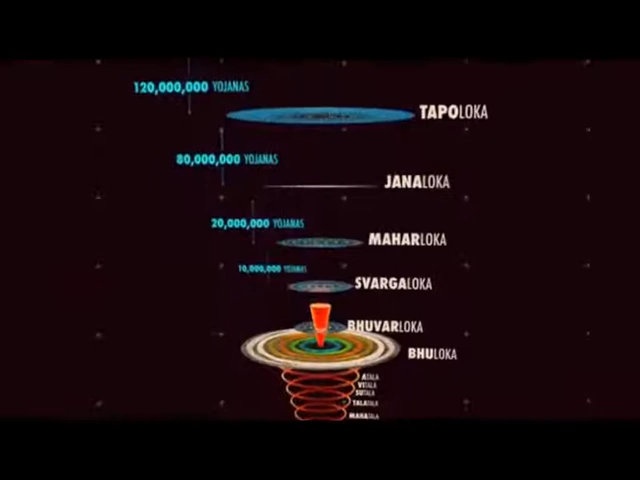 120,000,000 YOJANAS
TAPOLOKA
80,000,000 YOJANAS
JANALOKA
20,000,000 YOJANAS
MAHARLOKA
10,000,000 YOJANAS
SVARGALOKA
BHUVARLOKA
BHULOKA
ATALA
VITALA
SUTALA
TALATALA
MAHATALA